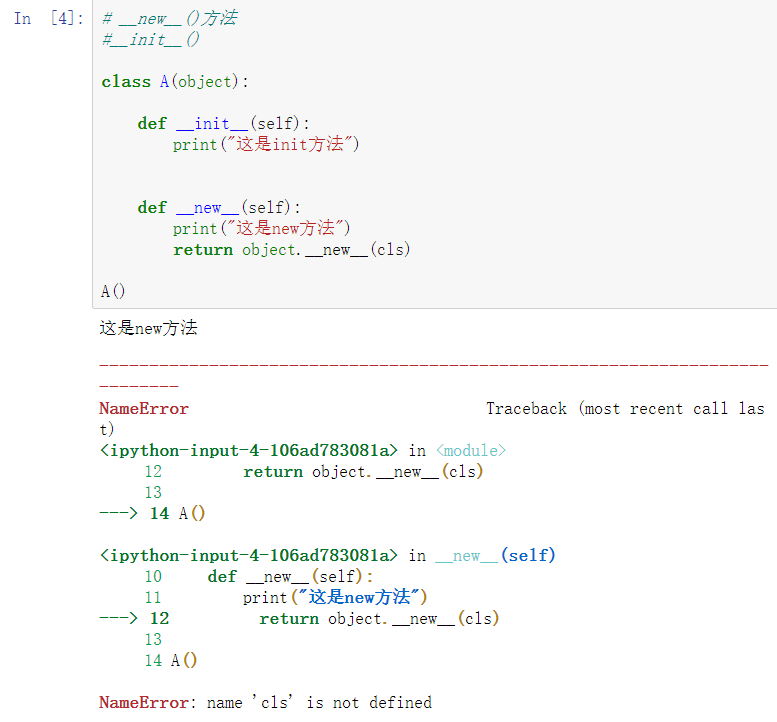 In [4]:
# __new__()方法
#__init__()
class A(object):
def __init__(self):
print("这是init方法")
def __new__(self):
print("这是new方法")
return object.__new__(cls)
A()
这是new方法
-------------------------------------------------------------------
--------
NameError Traceback (most recent call las
t)
<ipython-input-4-106ad783081a> in <module>
12 return object.__new__(cls)
13
---> 14 A()
<ipython-input-4-106ad783081a> in __new__(self)
10 def __new__(self):
11 print("这是new方法")
---> 12 return object.__new__(cls)
13
14 A()
NameError: name 'cls' is not defined